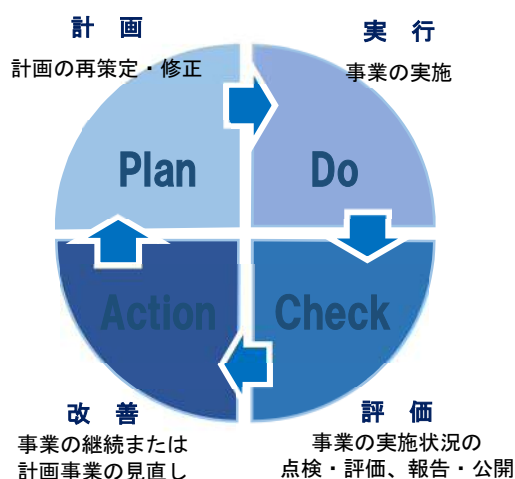 計 画
計画の再策定・修正
実 行
事業の実施
Plan
Do
Action
Check
改 善
事業の継続または
計画事業の見直し
評 価
事業の実施状況の
点検・評価、報告・公開